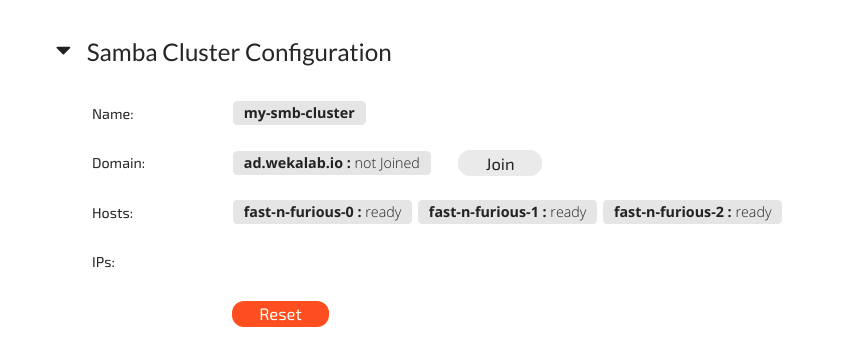 Samba Cluster Configuration
Name: my-smb-cluster
Domain: ad.wekalab.io : not Joined Join
Hosts: fast-n-furious-0 : ready fast-n-furious-1 : ready fast-n-furious-2 : ready
IPs:
Reset